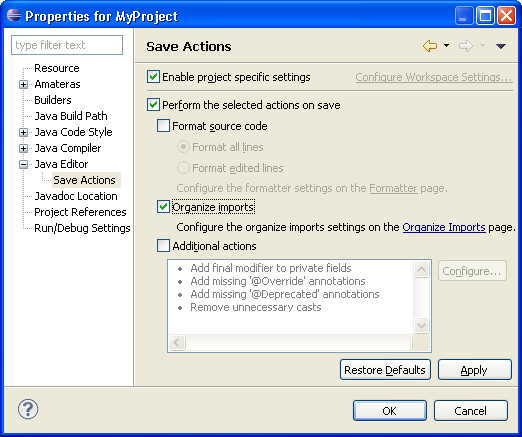 Properties for MyProject
type filter text
Resource
Amateras
Builders
Java Build Path
Java Code Style
Java Compiler
Java Editor
Save Actions
Javadoc Location
Project References
Run/Debug Settings
Save Actions
Enable project specific settings
Configure Workspace Settings...
Perform the selected actions on save
Format source code
Format all lines
Format edited lines
Configure the formatter settings on the Formatter page.
Organize imports
Configure the organize imports settings on the Organize Imports page.
Additional actions
Add final modifier to private fields
Add missing '@Override' annotations
Add missing '@Deprecated' annotations
Remove unnecessary casts
Configure...
Restore Defaults
Apply
?
OK
Cancel